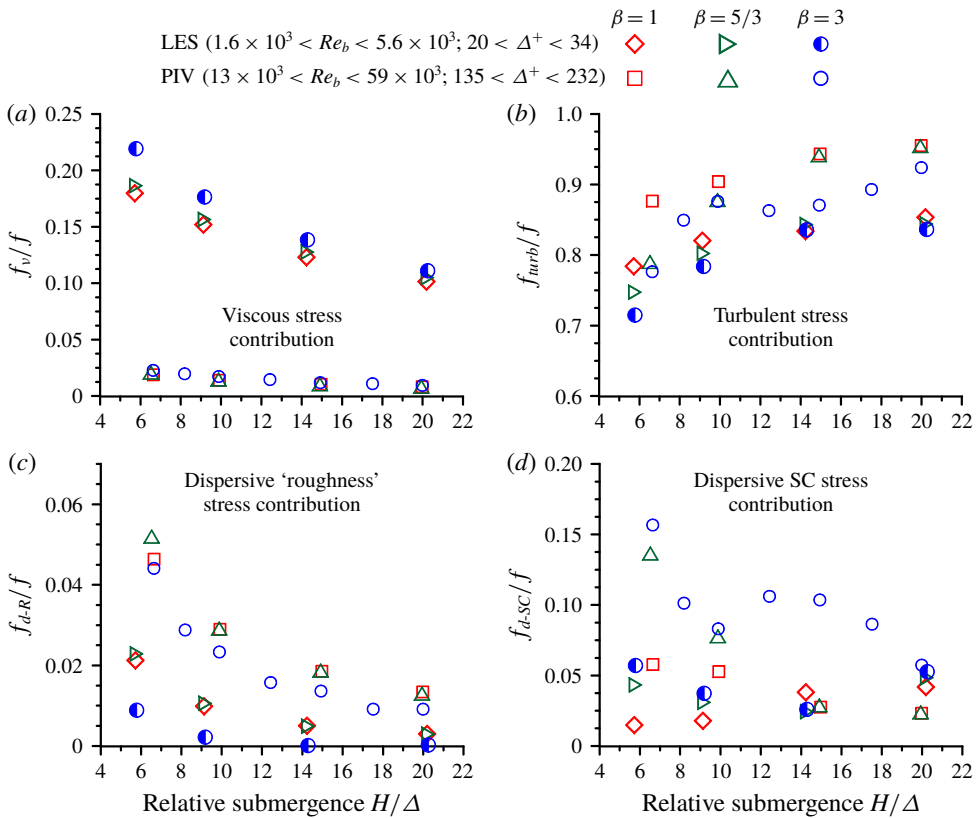 β = 1 β = 5/3 β = 3
LES (1.6 × 10³ < Re_b < 5.6 × 10³; 20 < Δ⁺ < 34)
PIV (13 × 10³ < Re_b < 59 × 10³; 135 < Δ⁺ < 232)
(a)
0.25
0.20
0.15
0.10
0.05
0
f_v/f
Viscous stress
contribution
4 6 8 10 12 14 16 18 20 22
(b)
1.0
0.9
0.8
0.7
0.6
f_turb/f
Turbulent stress
contribution
4 6 8 10 12 14 16 18 20 22
(c)
0.06
0.04
0.02
0
f_d-R/f
Dispersive ‘roughness’
stress contribution
4 6 8 10 12 14 16 18 20 22
Relative submergence H/Δ
(d)
0.20
0.15
0.10
0.05
0
f_d-SC/f
Dispersive SC stress
contribution
4 6 8 10 12 14 16 18 20 22
Relative submergence H/Δ